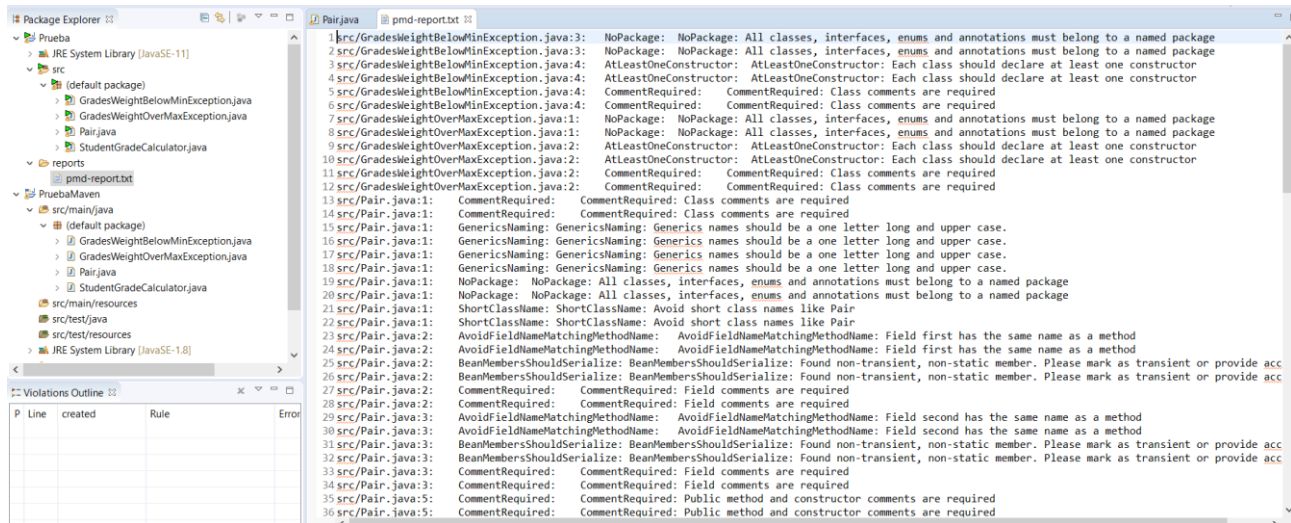 Package Explorer
Prueba
JRE System Library [JavaSE-11]
src
(default package)
GradesWeightBelowMinException.java
GradesWeightOverMaxException.java
Pair.java
StudentGradeCalculator.java
reports
pmd-report.txt
PruebaMaven
src/main/java
(default package)
GradesWeightBelowMinException.java
GradesWeightOverMaxException.java
Pair.java
StudentGradeCalculator.java
src/main/resources
src/test/java
src/test/resources
JRE System Library [JavaSE-1.8]
Violations Outline
P Line created Rule Error
Pair.java pmd-report.txt
1 src/GradesWeightBelowMinException.java:3: NoPackage: NoPackage: All classes, interfaces, enums and annotations must belong to a named package
2 src/GradesWeightBelowMinException.java:3: NoPackage: NoPackage: All classes, interfaces, enums and annotations must belong to a named package
3 src/GradesWeightBelowMinException.java:4: AtLeastOneConstructor: AtLeastOneConstructor: Each class should declare at least one constructor
4 src/GradesWeightBelowMinException.java:4: AtLeastOneConstructor: AtLeastOneConstructor: Each class should declare at least one constructor
5 src/GradesWeightBelowMinException.java:4: CommentRequired: CommentRequired: Class comments are required
6 src/GradesWeightBelowMinException.java:4: CommentRequired: CommentRequired: Class comments are required
7 src/GradesWeightOverMaxException.java:1: NoPackage: NoPackage: All classes, interfaces, enums and annotations must belong to a named package
8 src/GradesWeightOverMaxException.java:1: NoPackage: NoPackage: All classes, interfaces, enums and annotations must belong to a named package
9 src/GradesWeightOverMaxException.java:2: AtLeastOneConstructor: AtLeastOneConstructor: Each class should declare at least one constructor
10 src/GradesWeightOverMaxException.java:2: AtLeastOneConstructor: AtLeastOneConstructor: Each class should declare at least one constructor
11 src/GradesWeightOverMaxException.java:2: CommentRequired: CommentRequired: Class comments are required
12 src/GradesWeightOverMaxException.java:2: CommentRequired: CommentRequired: Class comments are required
13 src/Pair.java:1: CommentRequired: CommentRequired: Class comments are required
14 src/Pair.java:1: CommentRequired: CommentRequired: Class comments are required
15 src/Pair.java:1: GenericsNaming: GenericsNaming: Generics names should be a one letter long and upper case.
16 src/Pair.java:1: GenericsNaming: GenericsNaming: Generics names should be a one letter long and upper case.
17 src/Pair.java:1: GenericsNaming: GenericsNaming: Generics names should be a one letter long and upper case.
18 src/Pair.java:1: GenericsNaming: GenericsNaming: Generics names should be a one letter long and upper case.
19 src/Pair.java:1: NoPackage: NoPackage: All classes, interfaces, enums and annotations must belong to a named package
20 src/Pair.java:1: NoPackage: NoPackage: All classes, interfaces, enums and annotations must belong to a named package
21 src/Pair.java:1: ShortClassName: ShortClassName: Avoid short class names like Pair
22 src/Pair.java:1: ShortClassName: ShortClassName: Avoid short class names like Pair
23 src/Pair.java:2: AvoidFieldNameMatchingMethodName: AvoidFieldNameMatchingMethodName: Field first has the same name as a method
24 src/Pair.java:2: AvoidFieldNameMatchingMethodName: AvoidFieldNameMatchingMethodName: Field first has the same name as a method
25 src/Pair.java:2: BeanMembersShouldSerialize: BeanMembersShouldSerialize: Found non-transient, non-static member. Please mark as transient or provide acc
26 src/Pair.java:2: BeanMembersShouldSerialize: BeanMembersShouldSerialize: Found non-transient, non-static member. Please mark as transient or provide acc
27 src/Pair.java:2: CommentRequired: CommentRequired: Field comments are required
28 src/Pair.java:2: CommentRequired: CommentRequired: Field comments are required
29 src/Pair.java:3: AvoidFieldNameMatchingMethodName: AvoidFieldNameMatchingMethodName: Field second has the same name as a method
30 src/Pair.java:3: AvoidFieldNameMatchingMethodName: AvoidFieldNameMatchingMethodName: Field second has the same name as a method
31 src/Pair.java:3: BeanMembersShouldSerialize: BeanMembersShouldSerialize: Found non-transient, non-static member. Please mark as transient or provide acc
32 src/Pair.java:3: BeanMembersShouldSerialize: BeanMembersShouldSerialize: Found non-transient, non-static member. Please mark as transient or provide acc
33 src/Pair.java:3: CommentRequired: CommentRequired: Field comments are required
34 src/Pair.java:3: CommentRequired: CommentRequired: Field comments are required
35 src/Pair.java:5: CommentRequired: CommentRequired: Public method and constructor comments are required
36 src/Pair.java:5: CommentRequired: CommentRequired: Public method and constructor comments are required